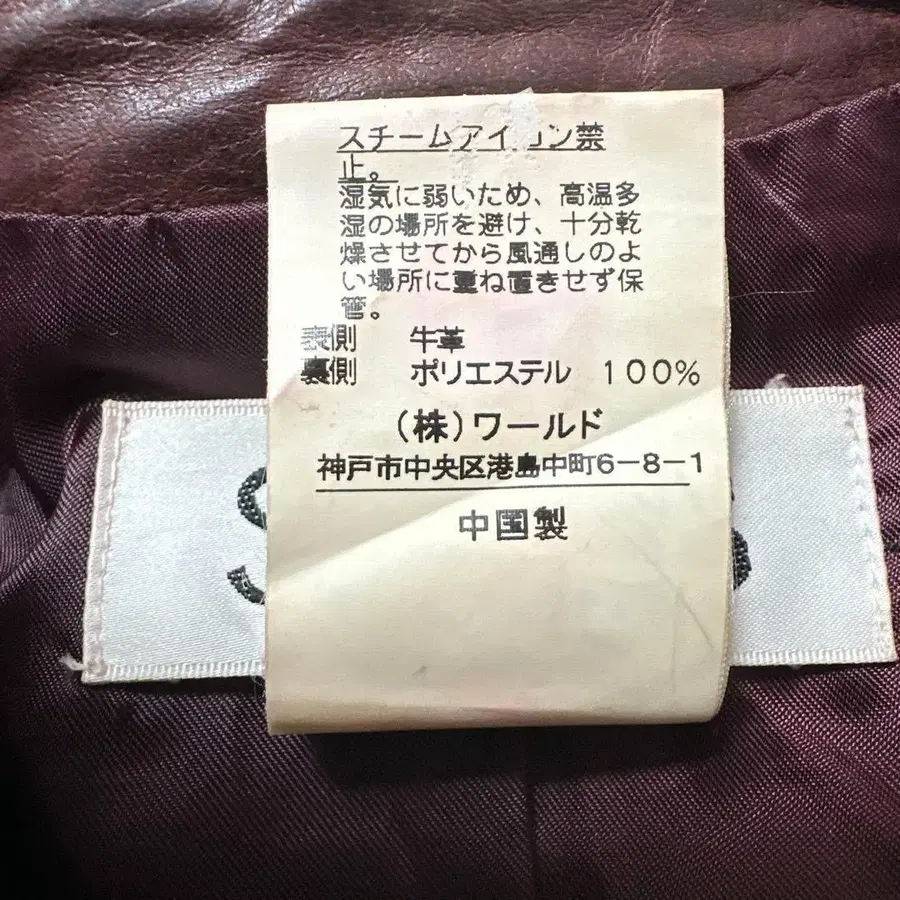 スチームアイロン禁
止。
湿気に弱いため、高温多
湿の場所を避け、十分乾
燥させてから風通しのよ
い場所に重ね置きせず保
管。
表側 牛革
裏側 ポリエステル 100%
(株)ワールド
神戸市中央区港島中町6-8-1
中国製
S S